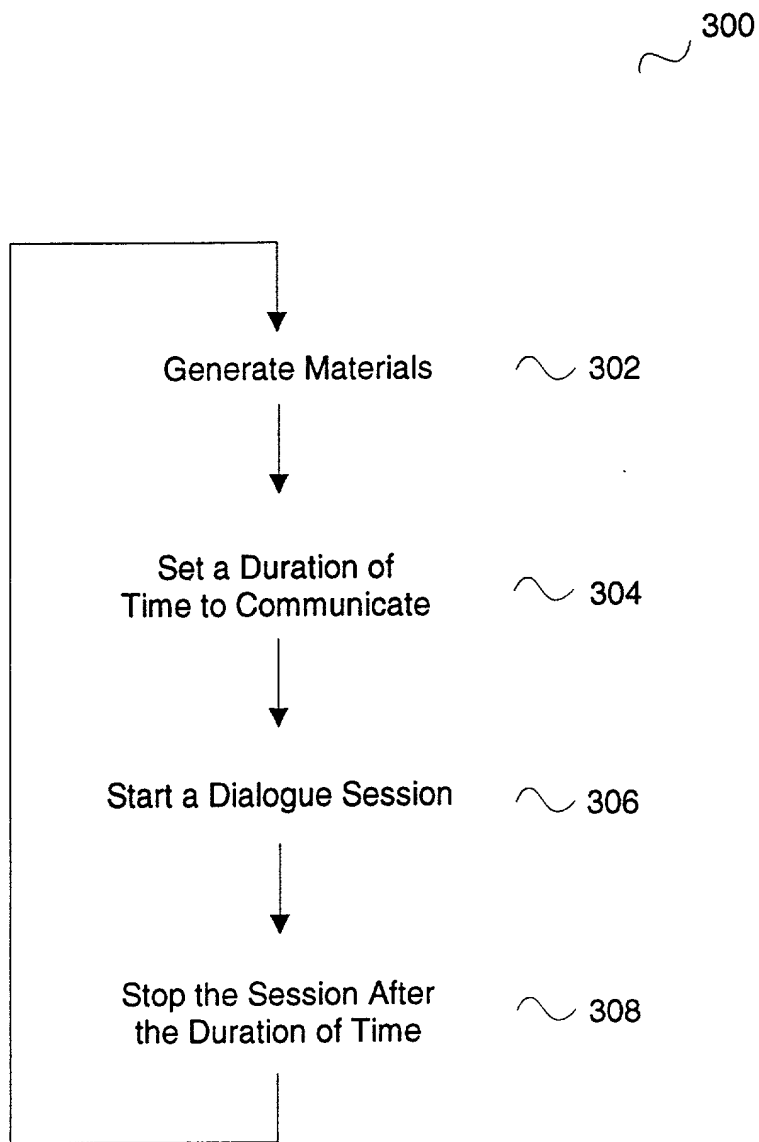 300
Generate Materials 302
Set a Duration of
Time to Communicate 304
Start a Dialogue Session 306
Stop the Session After
the Duration of Time 308